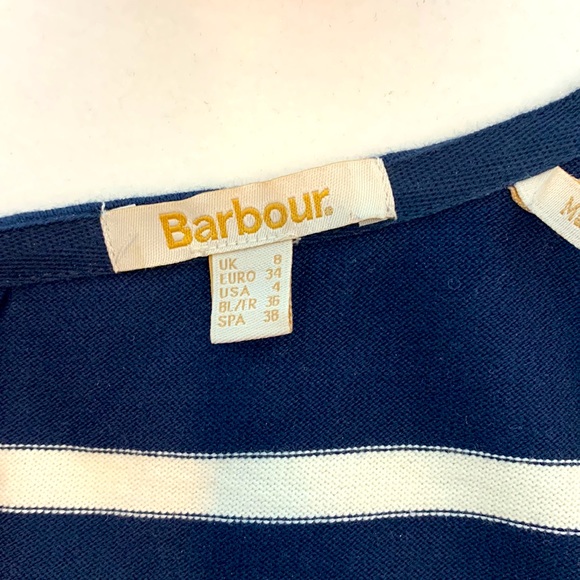 Barbour.
UK 8
EURO 34
USA 4
BL/FR 36
SPA 38